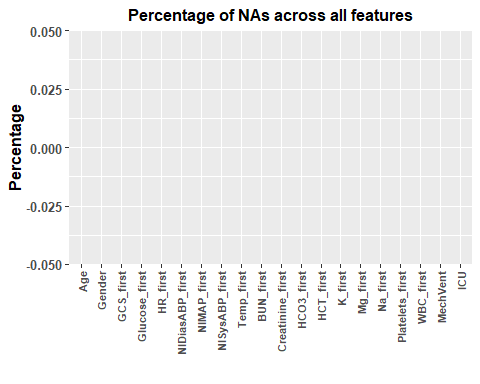 Percentage of NAs across all features
Percentage
0.050
0.025
0.000
-0.025
-0.050
Age
Gender
GCS_first
Glucose_first
HR_first
NIDiasABP_first
NIMAP_first
NISysABP_first
Temp_first
BUN_first
Creatinine_first
HCO3_first
HCT_first
K_first
Mg_first
Na_first
Platelets_first
WBC_first
MechVent
ICU